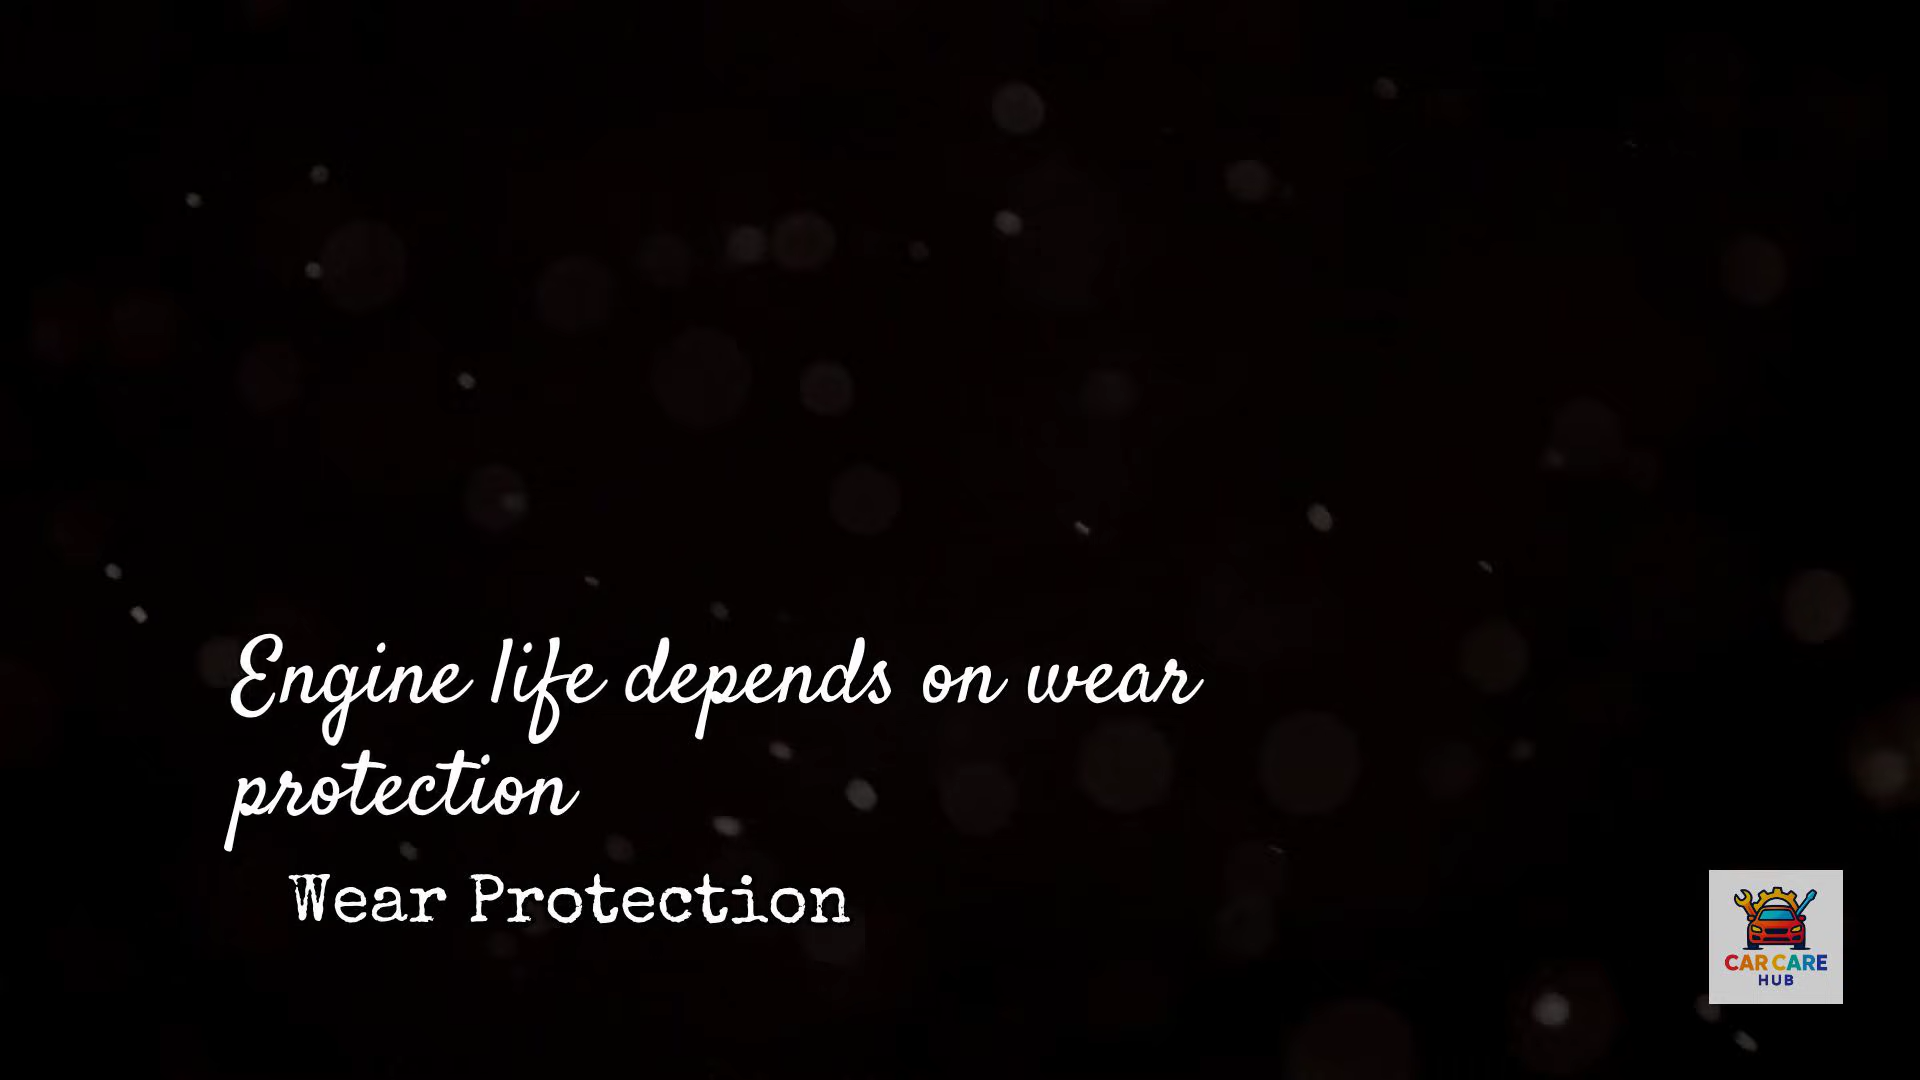 Engine life depends on wear
protection
Wear Protection
CAR CARE
HUB